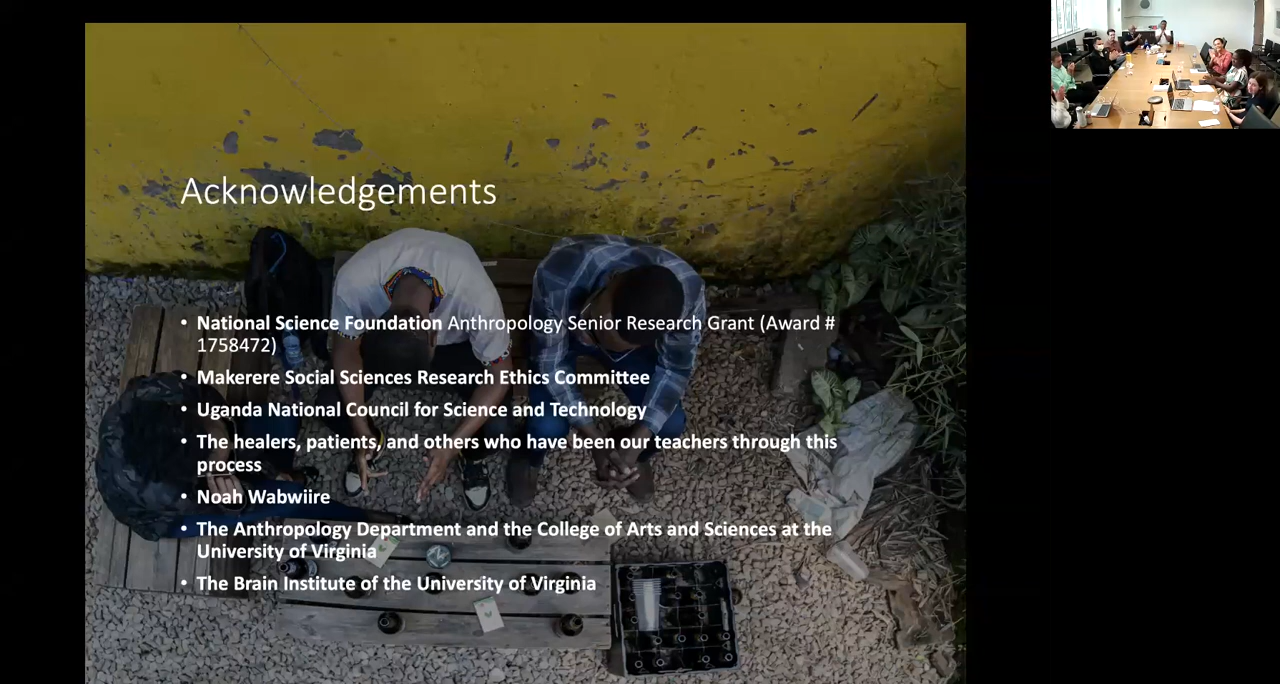 Acknowledgements
• National Science Foundation Anthropology Senior Research Grant (Award #
1758472)
• Makerere Social Sciences Research Ethics Committee
• Uganda National Council for Science and Technology
• The healers, patients, and others who have been our teachers through this
process
• Noah Wabwiire
• The Anthropology Department and the College of Arts and Sciences at the
University of Virginia
• The Brain Institute of the University of Virginia